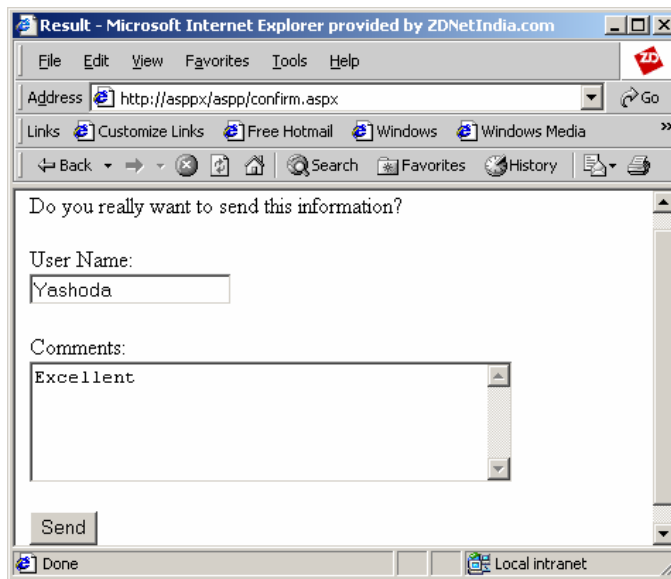 Result - Microsoft Internet Explorer provided by ZDNetIndia.com
File Edit View Favorites Tools Help
ZD
Address http://asppx/aspp/confirm.aspx Go
Links Customize Links Free Hotmail Windows Windows Media »
Back Search Favorites History
Do you really want to send this information?
User Name:
Yashoda
Comments:
Excellent
Send
Done Local intranet